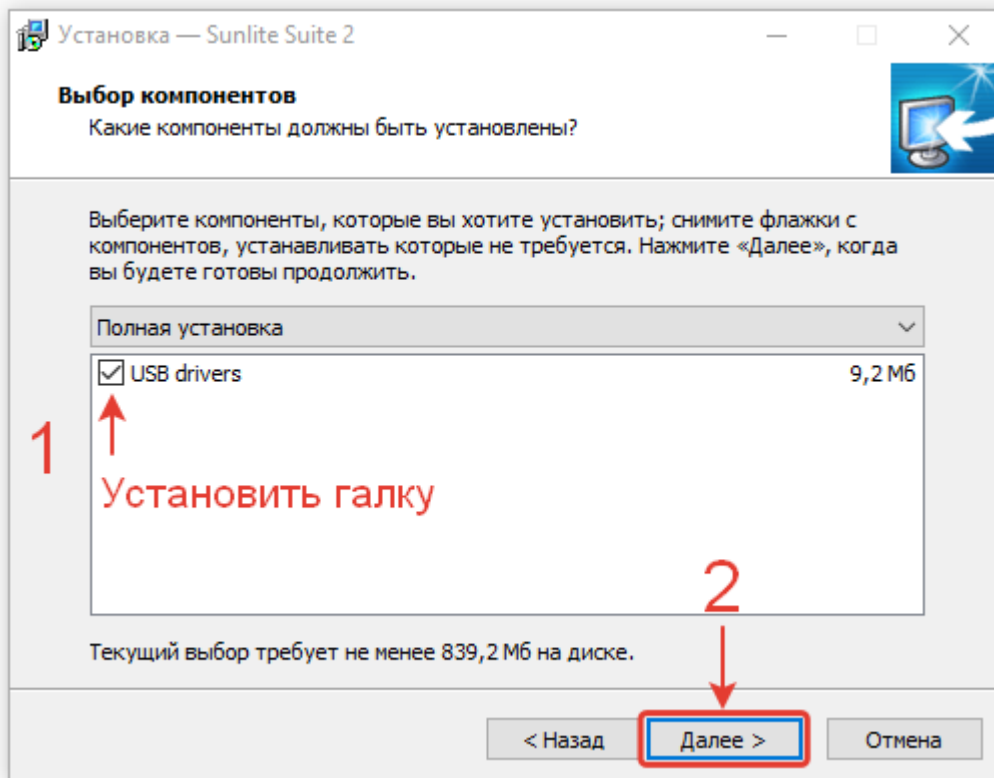 Установка — Sunlite Suite 2
Выбор компонентов
Какие компоненты должны быть установлены?
Выберите компоненты, которые вы хотите установить; снимите флажки с
компонентов, устанавливать которые не требуется. Нажмите «Далее», когда
вы будете готовы продолжить.
Полная установка
USB drivers 9,2 Мб
1
Установить галку
2
Текущий выбор требует не менее 839,2 Мб на диске.
< Назад Далее > Отмена